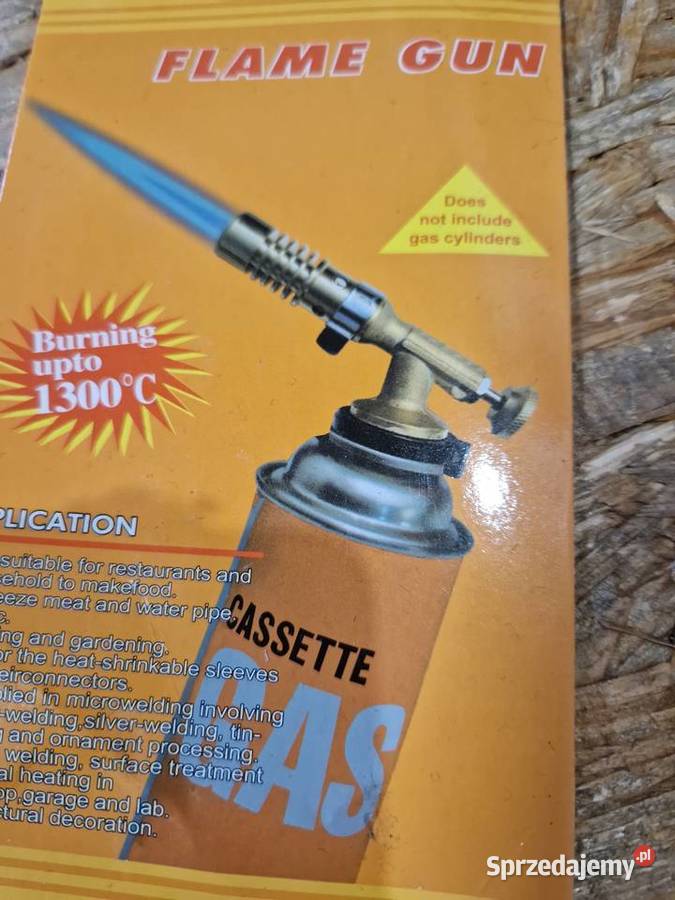 FLAME GUN
Does
not include
gas cylinders
Burning
upto
1300°C
PLICATION
suitable for restaurants and
sehold to makefood.
eeze meat and water pipe,
c.
ng and gardening.
or the heat-shrinkable sleeves
eirconnectors.
plied in microwelding involving
-welding,silver-welding, tin-
g and ornament processing.
welding, surface treatment
al heating in
op,garage and lab.
ctural decoration.
CASSETTE
GAS
Sprzedajemy.pl